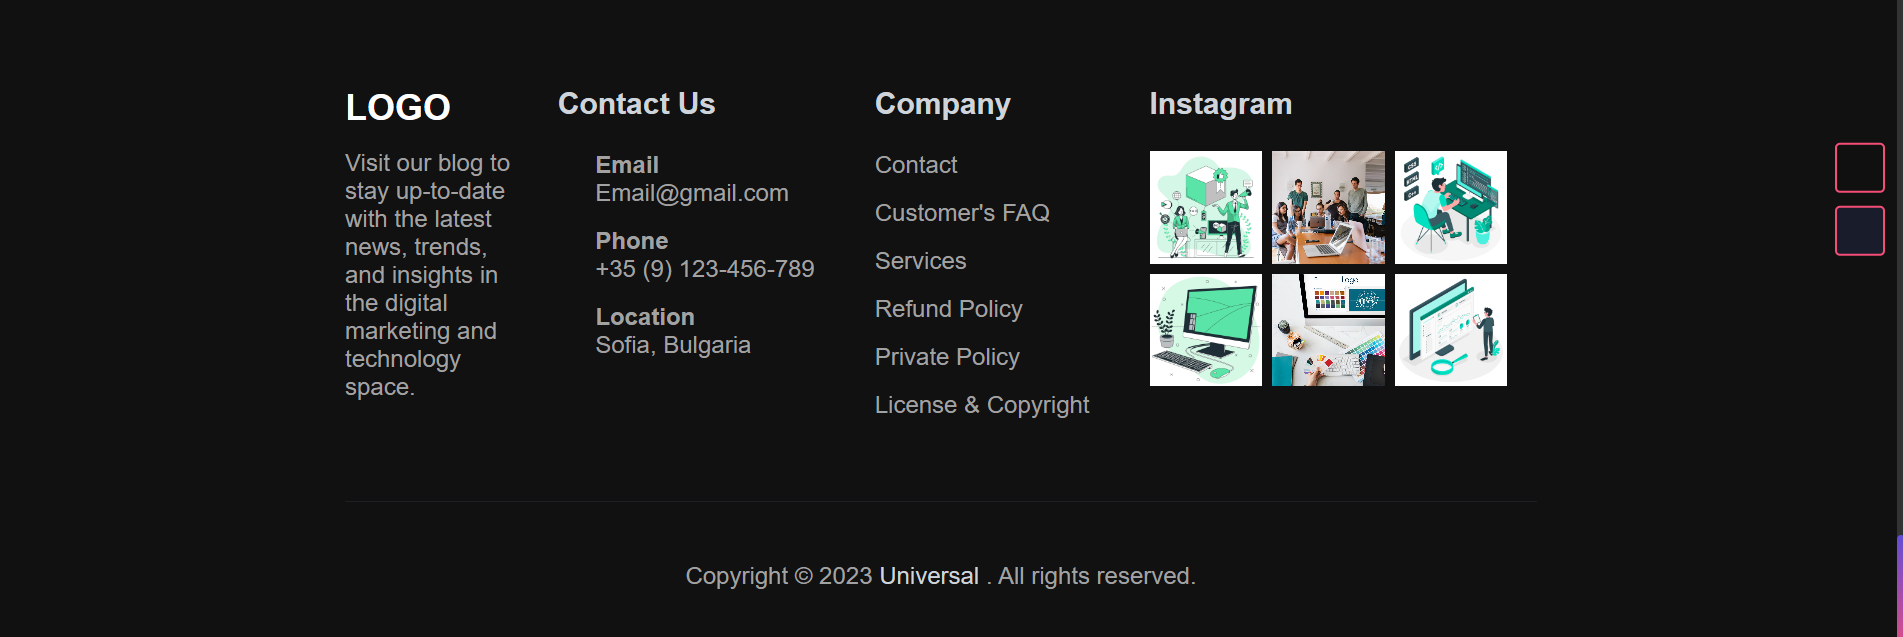 LOGO
Visit our blog to
stay up-to-date
with the latest
news, trends,
and insights in
the digital
marketing and
technology
space.
Contact Us
Email
Email@gmail.com
Phone
+35 (9) 123-456-789
Location
Sofia, Bulgaria
Company
Contact
Customer's FAQ
Services
Refund Policy
Private Policy
License & Copyright
Instagram
Logo
Copyright © 2023 Universal . All rights reserved.